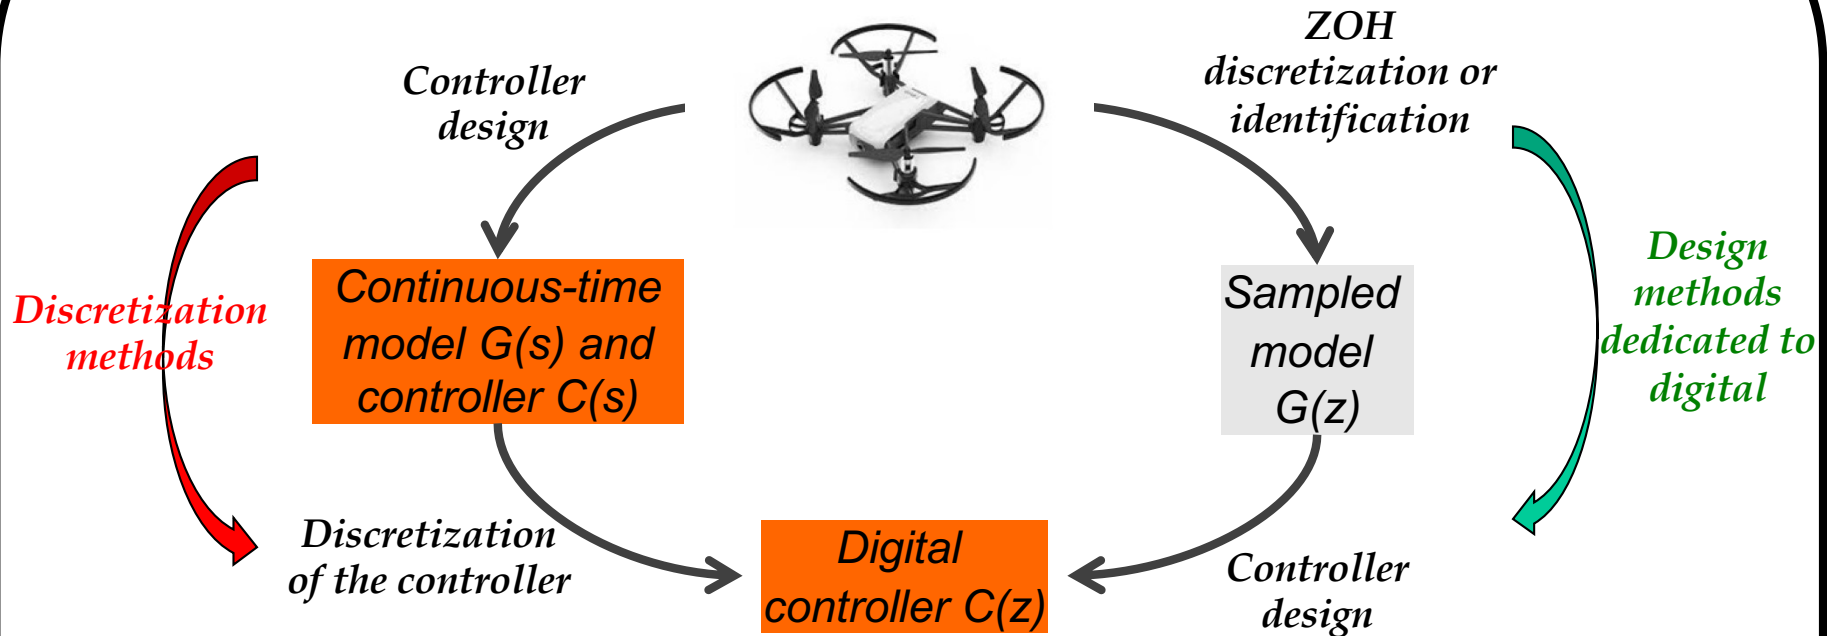 Controller
design
ZOH
discretization or
identification
Discretization
methods
Continuous-time
model G(s) and
controller C(s)
Sampled
model
G(z)
Design
methods
dedicated to
digital
Discretization
of the controller
Digital
controller C(z)
Controller
design